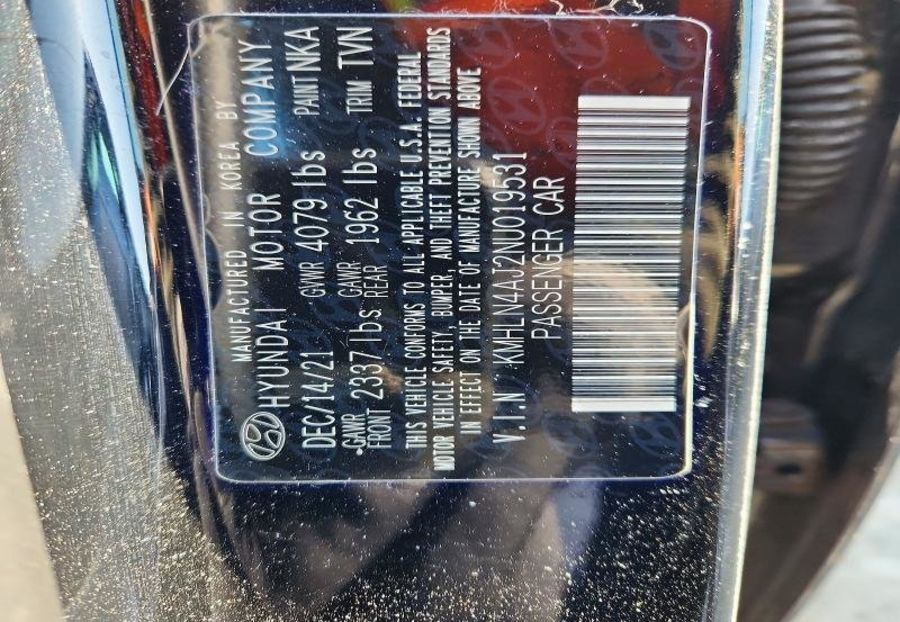 MANUFACTURED IN KOREA BY
HYUNDAI MOTOR COMPANY
DEC/14/21 GVWR 4079 lbs PAINT NKA
GAWR FRONT 2337 lbs GAWR REAR 1962 lbs TRIM TVN
THIS VEHICLE CONFORMS TO ALL APPLICABLE U.S.A. FEDERAL
MOTOR VEHICLE SAFETY, BUMPER, AND THEFT PREVENTION STANDARDS
IN EFFECT ON THE DATE OF MANUFACTURE SHOWN ABOVE
V.I.N KMHLN4AJ2NU019531
PASSENGER CAR